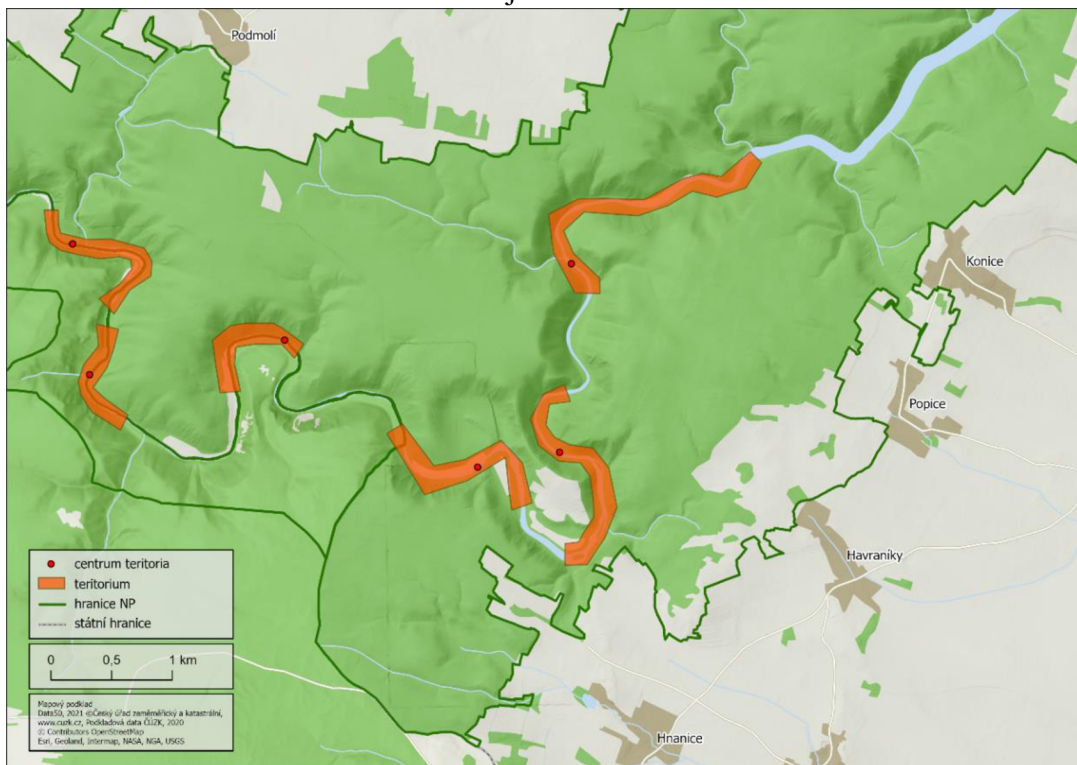 Podmolí
Konice
Popice
Havraníky
Hnanice
centrum teritoria
teritorium
hranice NP
státní hranice
0 0,5 1 km
Mapový podklad
Data50, 2021 ©Český úřad zeměměřický a katastrální,
www.cuzk.cz, Podkladová data ČÚZK, 2020
© Contributors OpenStreetMap
Esri, Geoland, Intermap, NASA, NGA, USGS